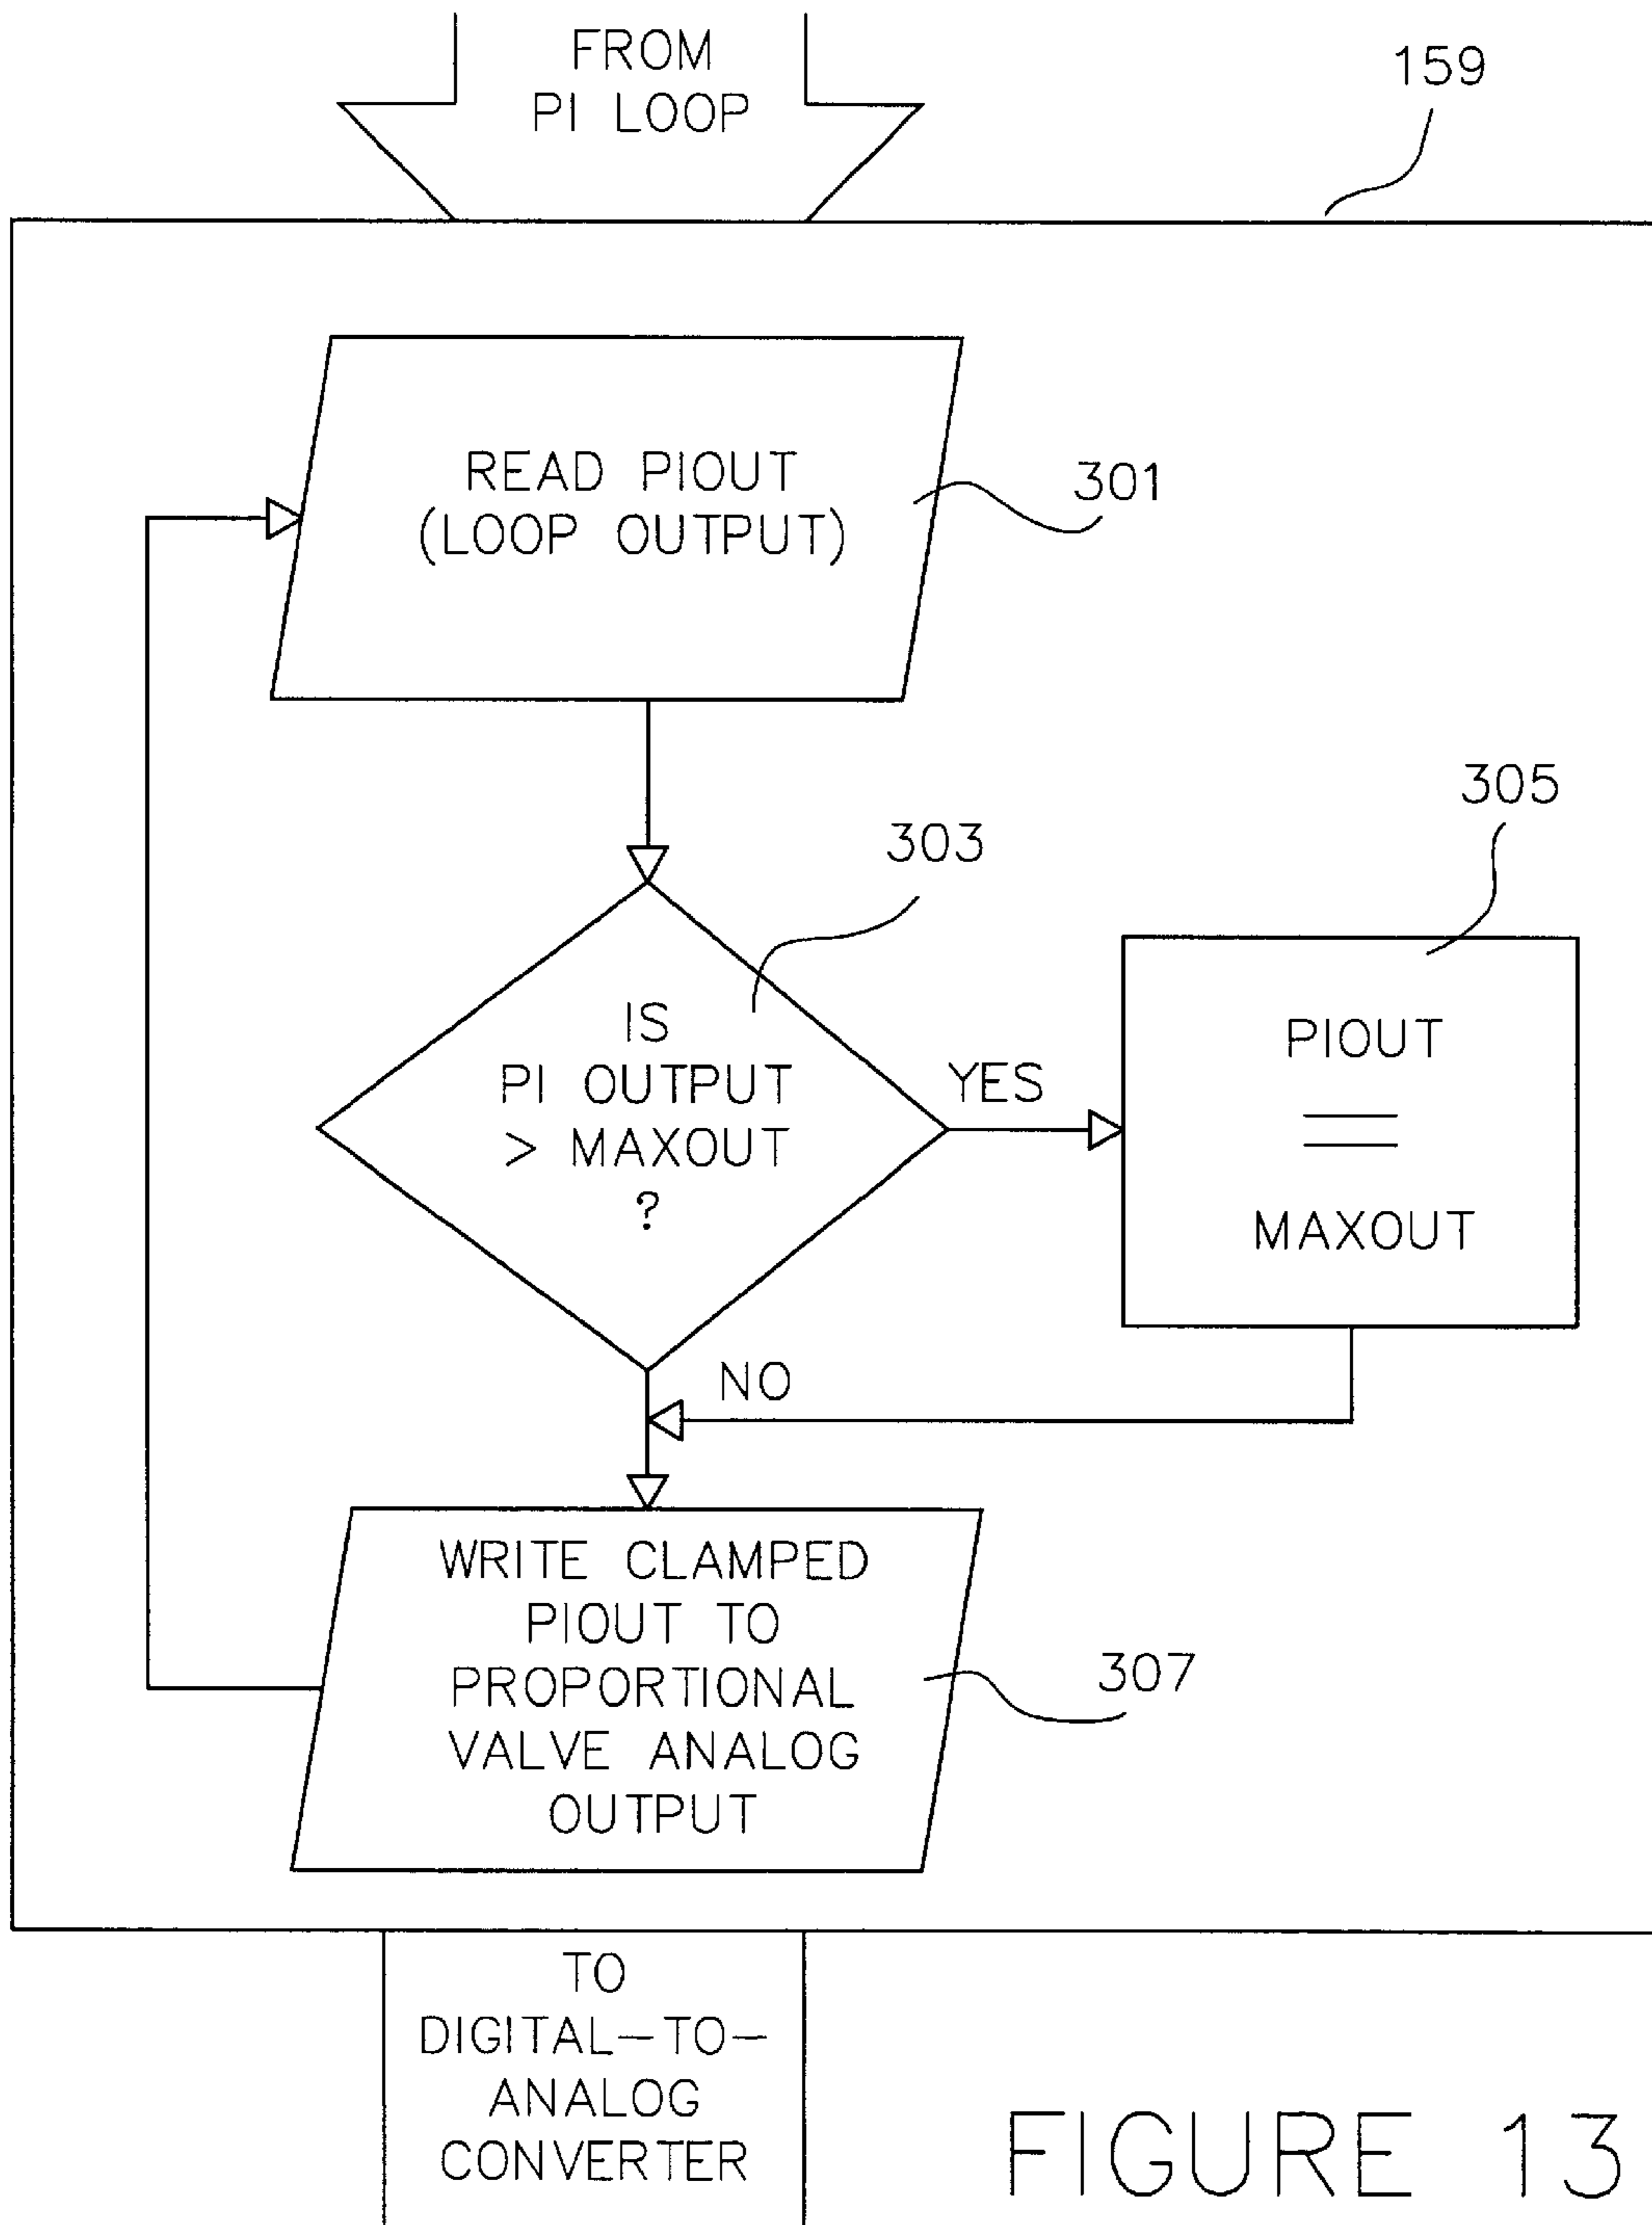 FROM
PI LOOP
159
READ PIOUT
(LOOP OUTPUT)
301
303
305
IS
PI OUTPUT
> MAXOUT
?
YES
PIOUT
=
MAXOUT
NO
WRITE CLAMPED
PIOUT TO
PROPORTIONAL
VALVE ANALOG
OUTPUT
307
TO
DIGITAL-TO-
ANALOG
CONVERTER
FIGURE 13